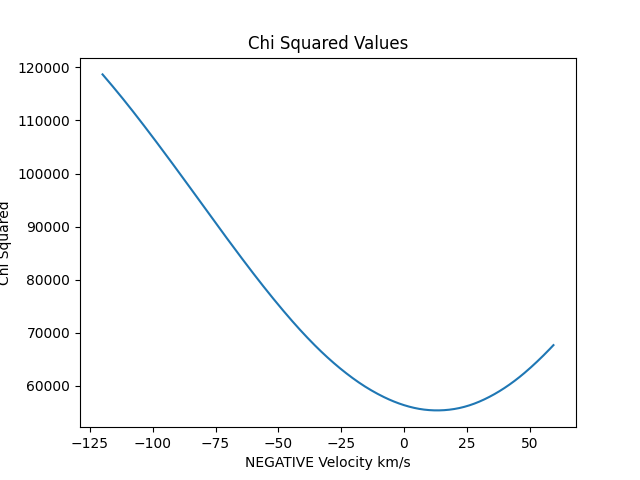 Chi Squared Values
120000
110000
100000
90000
80000
70000
60000
Chi Squared
−125 −100 −75 −50 −25 0 25 50
NEGATIVE Velocity km/s